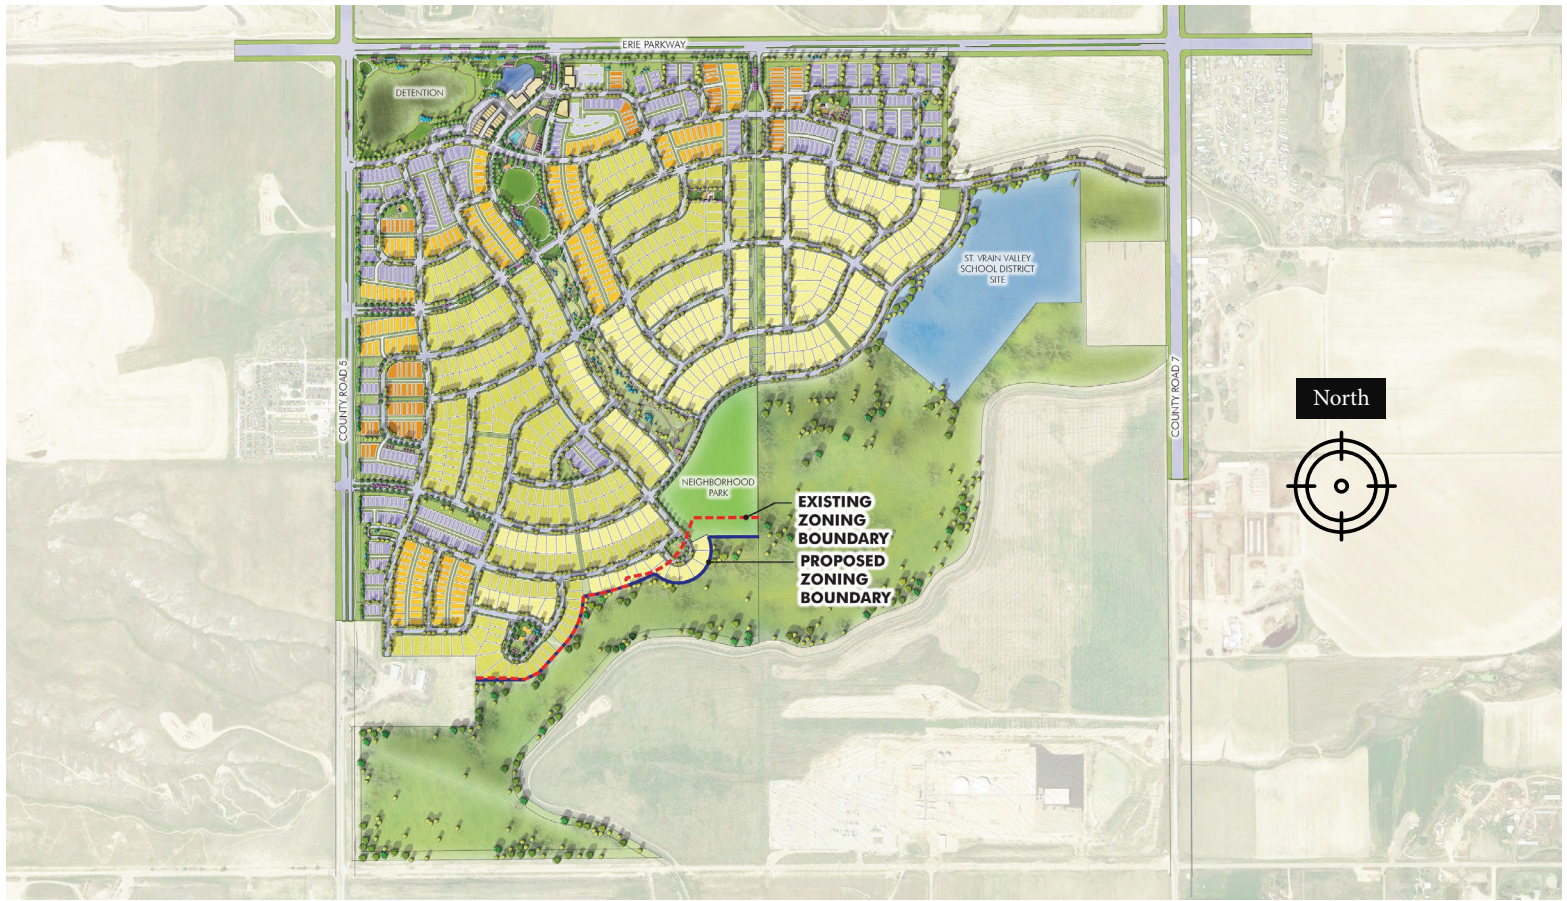 ERIE PARKWAY
DETENTION
ST. VRAIN VALLEY
SCHOOL DISTRICT
SITE
COUNTY ROAD 5
COUNTY ROAD 7
North
NEIGHBORHOOD
PARK
EXISTING
ZONING
BOUNDARY
PROPOSED
ZONING
BOUNDARY